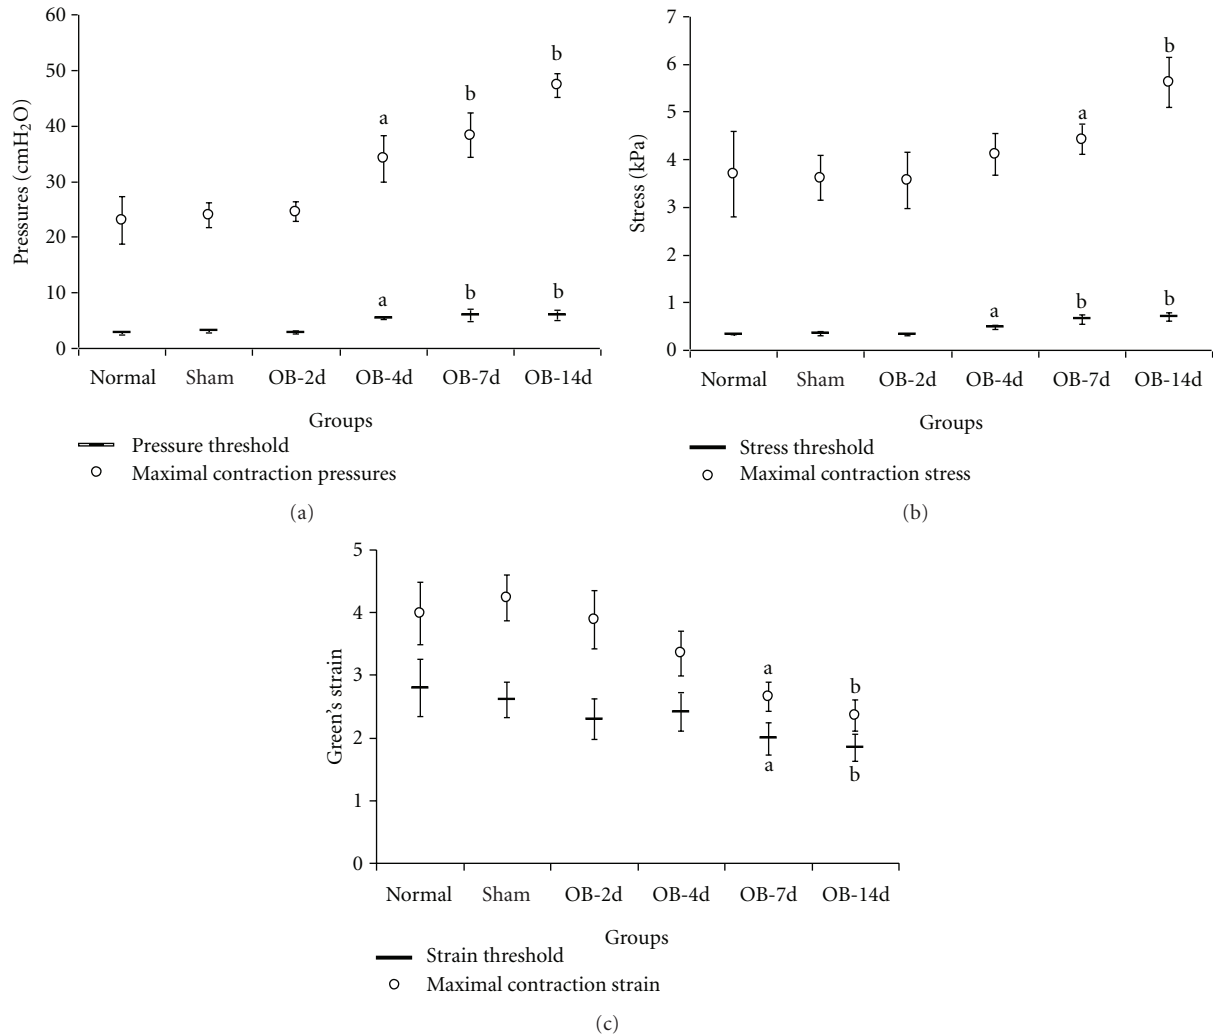 60
50
40
30
20
10
0
Pressures (cmH2O)
a
b
b
a
b
b
Normal Sham OB-2d OB-4d OB-7d OB-14d
Groups
Pressure threshold
Maximal contraction pressures
(a)
7
6
5
4
3
2
1
0
Stress (kPa)
b
a
a
b
b
Normal Sham OB-2d OB-4d OB-7d OB-14d
Groups
Stress threshold
Maximal contraction stress
(b)
5
4
3
2
1
0
Green's strain
a
b
a
b
Normal Sham OB-2d OB-4d OB-7d OB-14d
Groups
Strain threshold
Maximal contraction strain
(c)